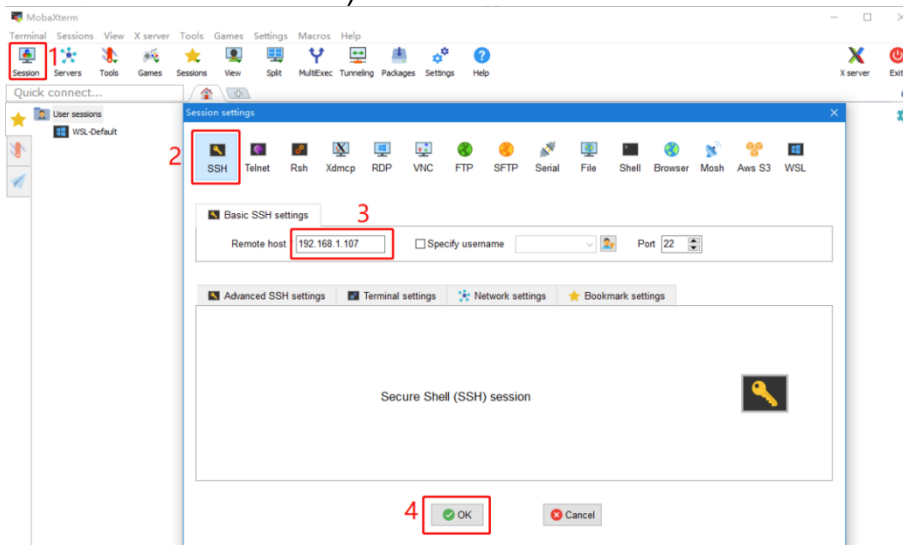 )
MobaXterm
Terminal Sessions View X server Tools Games Settings Macros Help
1
Session Servers Tools Games Sessions View Split MultiExec Tunneling Packages Settings Help X server Exit
Quick connect...
User sessions
WSL-Default
Session settings
2
SSH Telnet Rsh Xdmcp RDP VNC FTP SFTP Serial File Shell Browser Mosh Aws S3 WSL
Basic SSH settings
3
Remote host 192.168.1.107 Specify username Port 22
Advanced SSH settings Terminal settings Network settings Bookmark settings
Secure Shell (SSH) session
4
OK Cancel